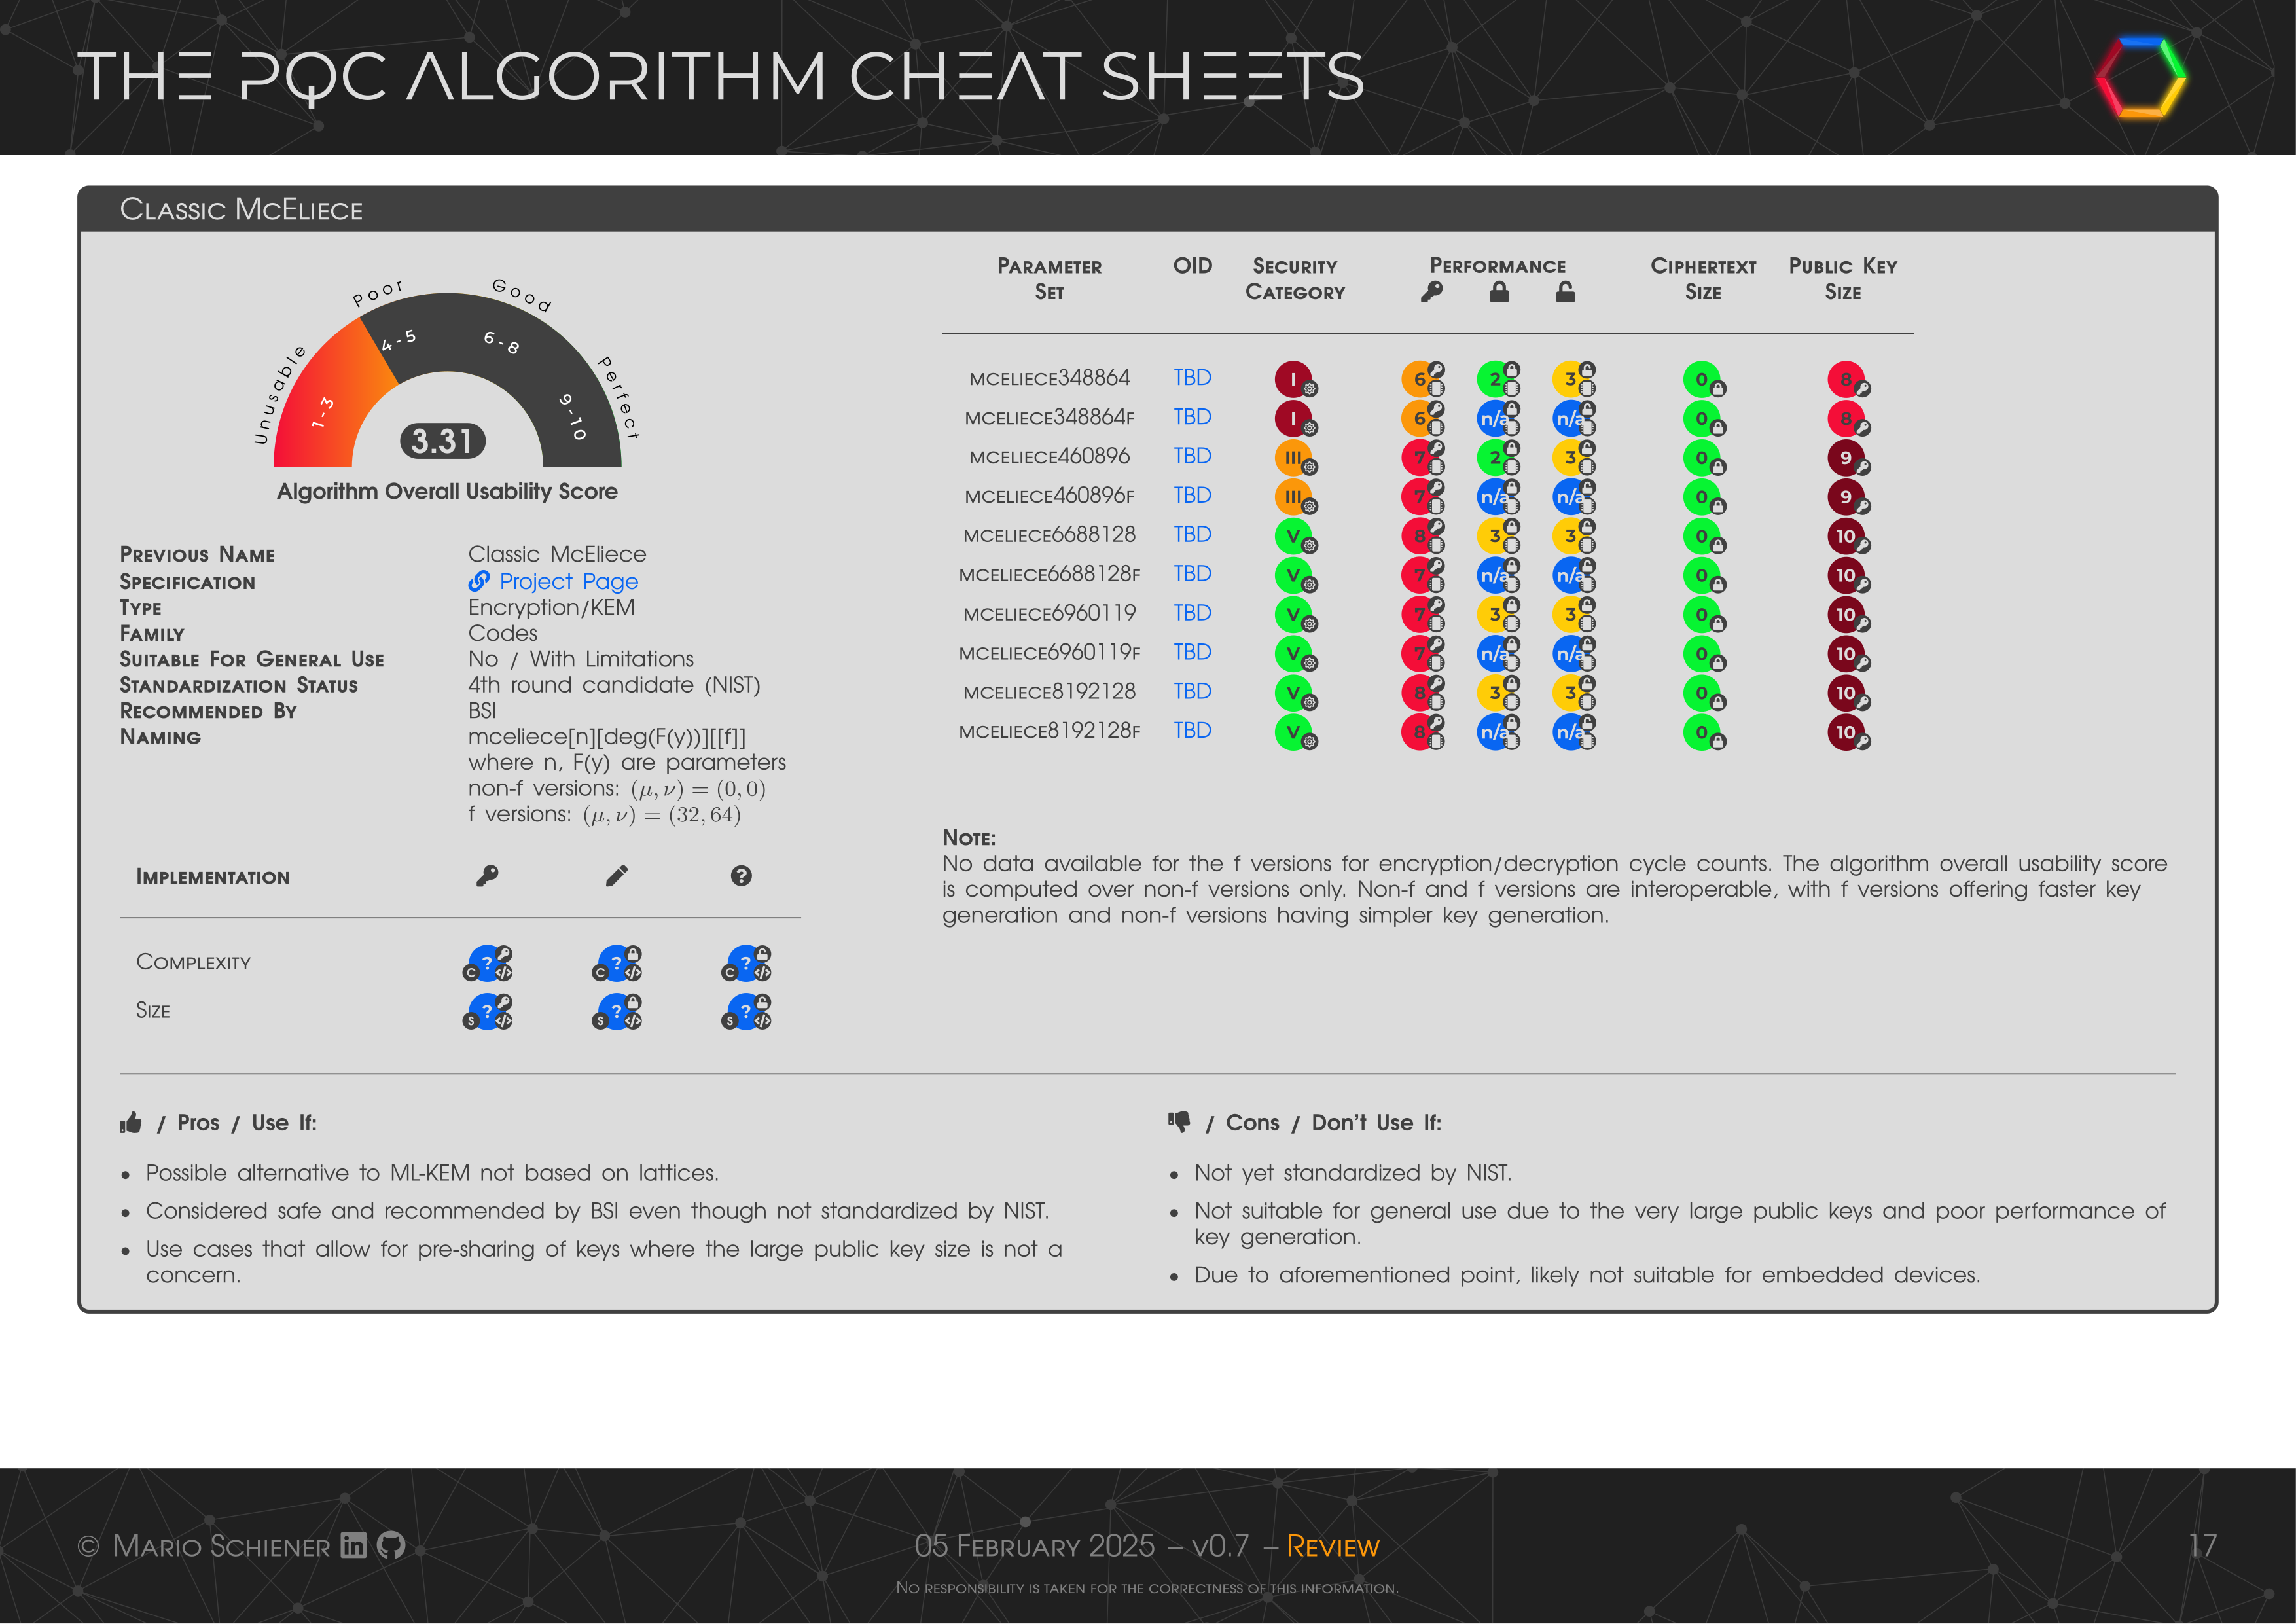 THE PQC ALGORITHM CHEAT SHEETS
Classic McEliece
Unusable
Poor
Good
Perfect
1-3
4-5
6-8
9-10
3.31
Algorithm Overall Usability Score
Previous Name Classic McEliece
Specification Project Page
Type Encryption/KEM
Family Codes
Suitable For General Use No / With Limitations
Standardization Status 4th round candidate (NIST)
Recommended By BSI
Naming mceliece[n][deg(F(y))][[f]]
where n, F(y) are parameters
non-f versions: (μ, ν) = (0, 0)
f versions: (μ, ν) = (32, 64)
Implementation
Complexity C ? </> C ? </> C ? </>
Size S ? </> S ? </> S ? </>
Parameter Set OID Security Category Performance Ciphertext Size Public Key Size
mceliece348864 TBD I 6 2 3 0 8
mceliece348864f TBD I 6 n/a n/a 0 8
mceliece460896 TBD III 7 2 3 0 9
mceliece460896f TBD III 7 n/a n/a 0 9
mceliece6688128 TBD V 8 3 3 0 10
mceliece6688128f TBD V 7 n/a n/a 0 10
mceliece6960119 TBD V 7 3 3 0 10
mceliece6960119f TBD V 7 n/a n/a 0 10
mceliece8192128 TBD V 8 3 3 0 10
mceliece8192128f TBD V 8 n/a n/a 0 10
Note:
No data available for the f versions for encryption/decryption cycle counts. The algorithm overall usability score
is computed over non-f versions only. Non-f and f versions are interoperable, with f versions offering faster key
generation and non-f versions having simpler key generation.
/ Pros / Use If:
• Possible alternative to ML-KEM not based on lattices.
• Considered safe and recommended by BSI even though not standardized by NIST.
• Use cases that allow for pre-sharing of keys where the large public key size is not a
concern.
/ Cons / Don't Use If:
• Not yet standardized by NIST.
• Not suitable for general use due to the very large public keys and poor performance of
key generation.
• Due to aforementioned point, likely not suitable for embedded devices.
© Mario Schiener
05 February 2025 – v0.7 – Review
17
No responsibility is taken for the correctness of this information.